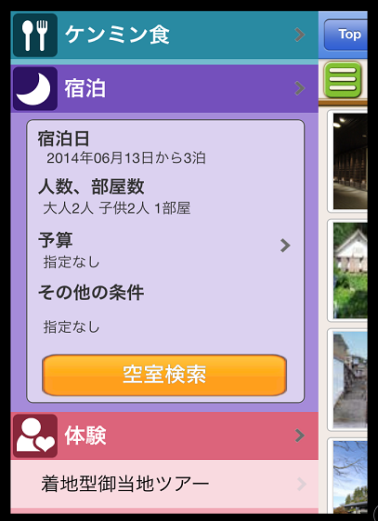 ケンミン食
Top
宿泊
宿泊日
2014年06月13日から3泊
人数、部屋数
大人2人 子供2人 1部屋
予算
指定なし
その他の条件
指定なし
空室検索
体験
着地型御当地ツアー